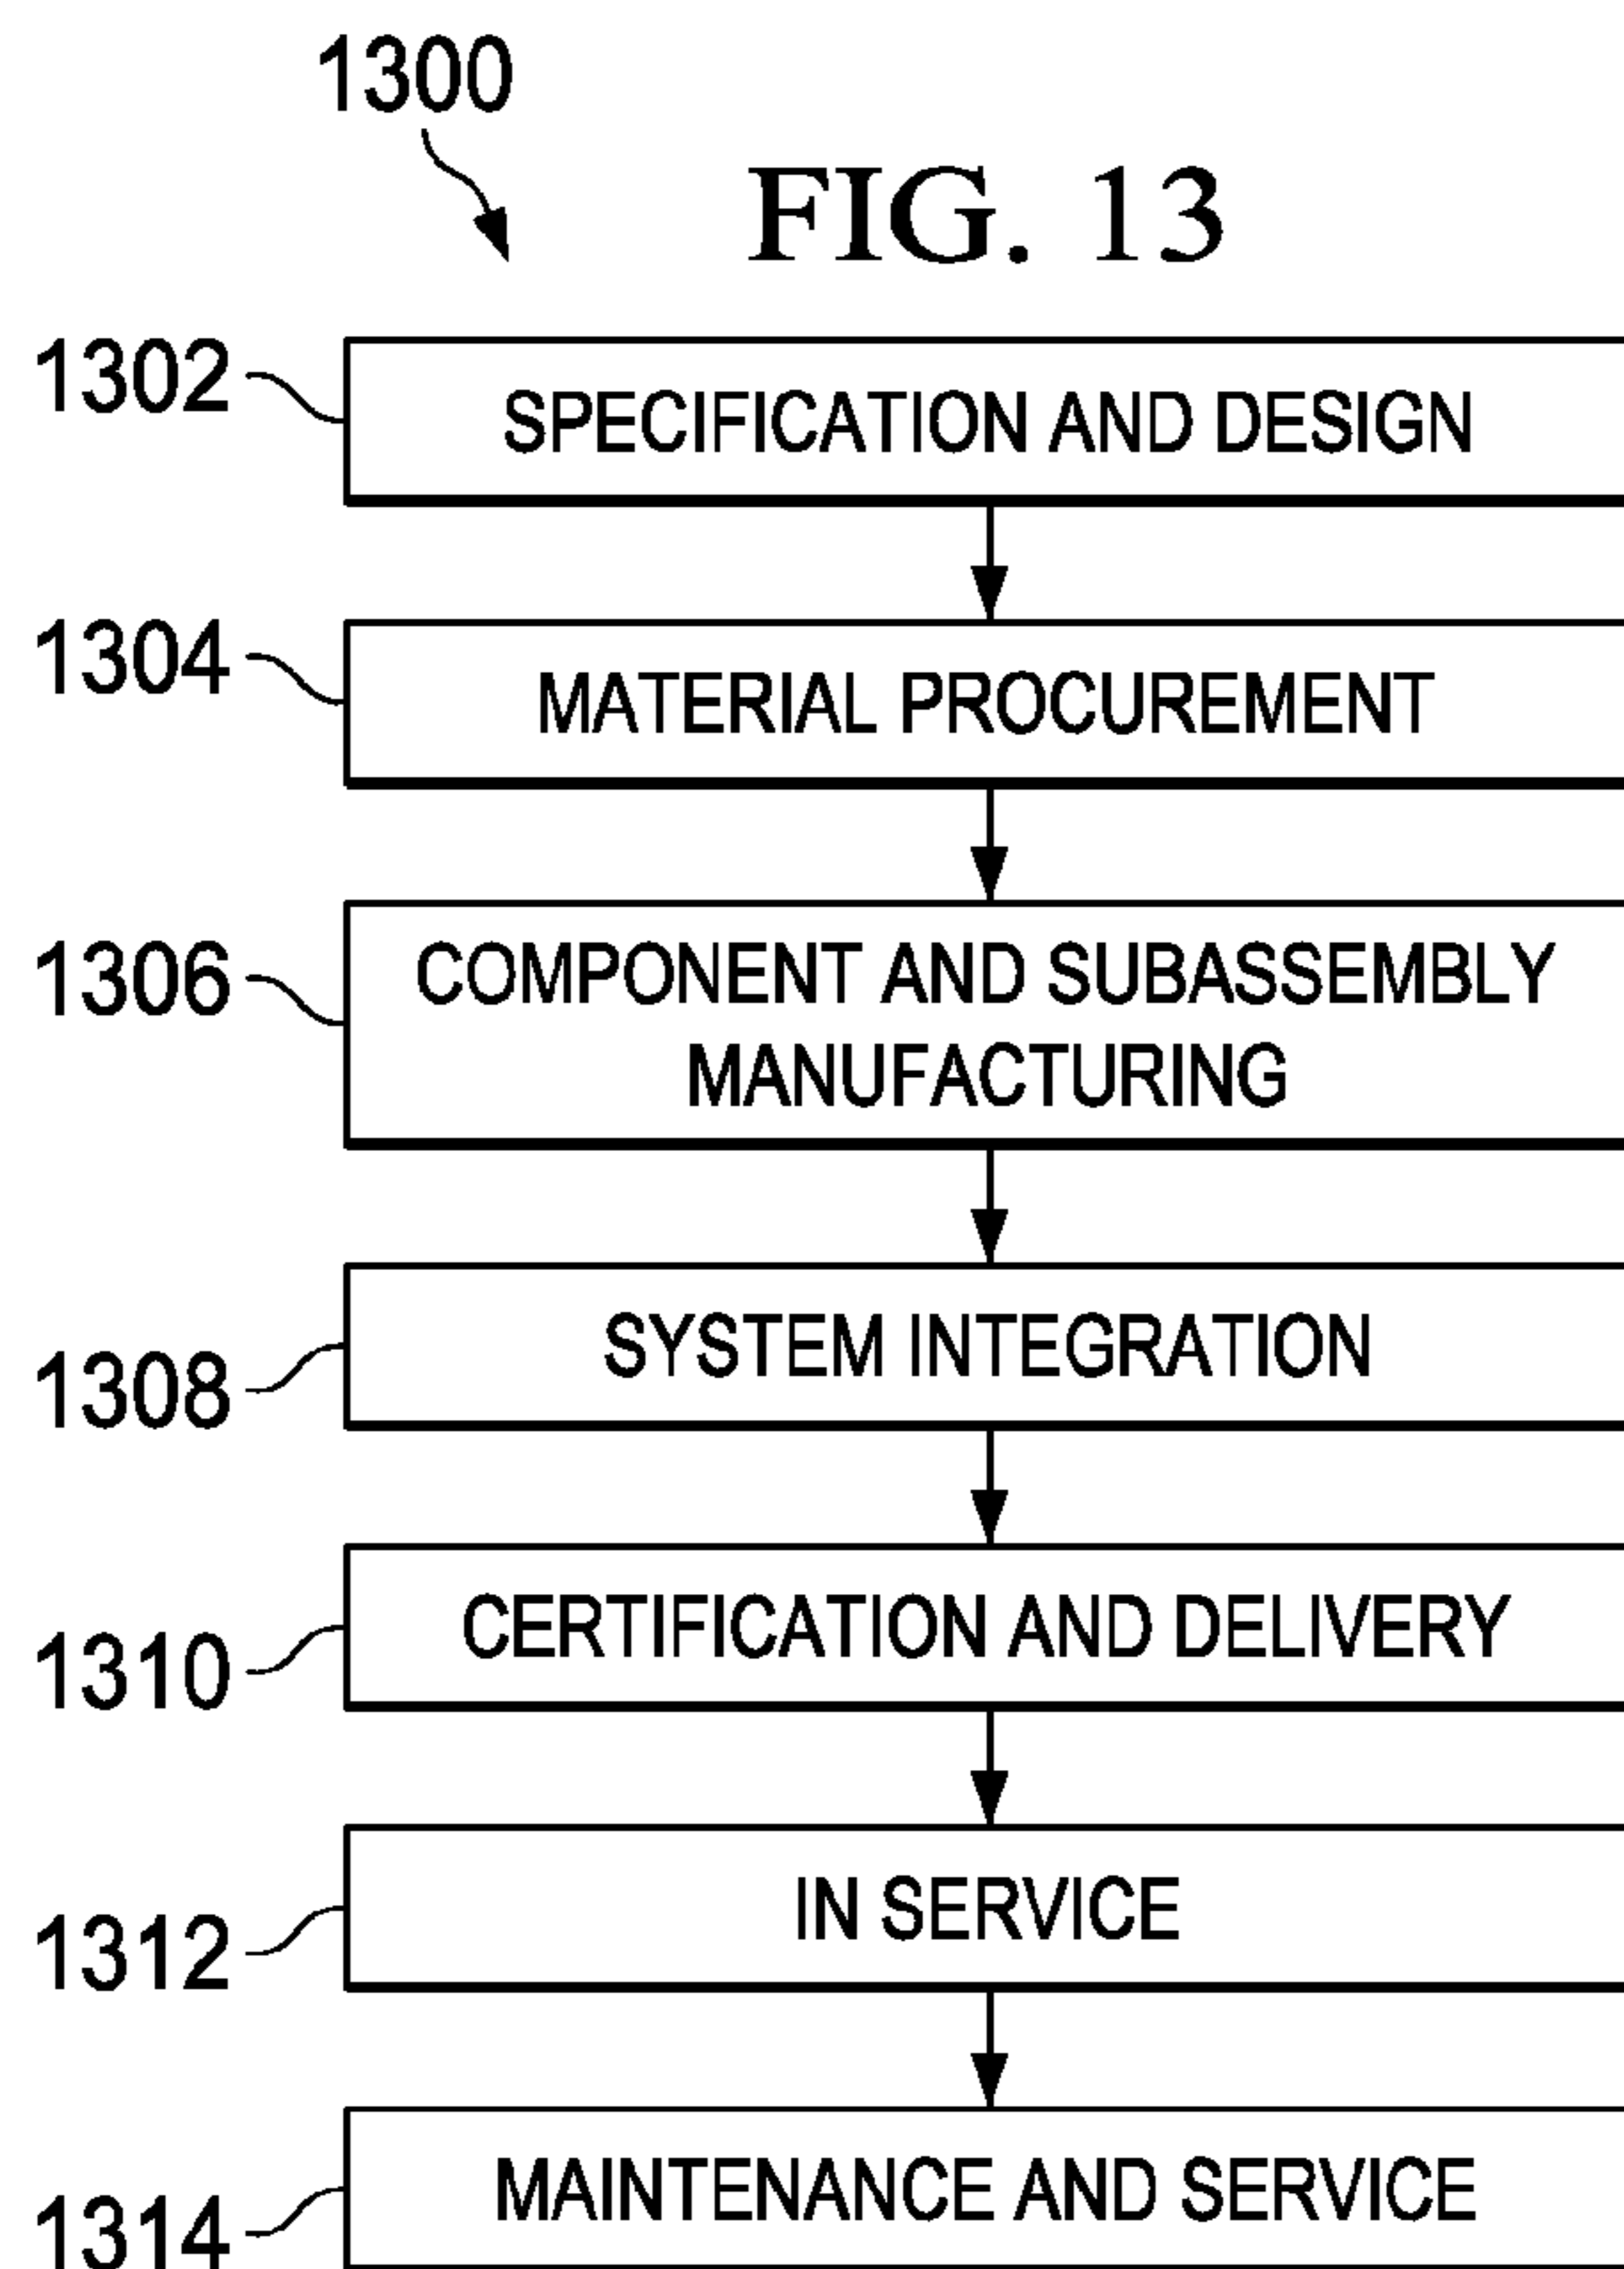 1300
FIG. 13
1302
SPECIFICATION AND DESIGN
1304
MATERIAL PROCUREMENT
1306
COMPONENT AND SUBASSEMBLY
MANUFACTURING
1308
SYSTEM INTEGRATION
1310
CERTIFICATION AND DELIVERY
1312
IN SERVICE
1314
MAINTENANCE AND SERVICE